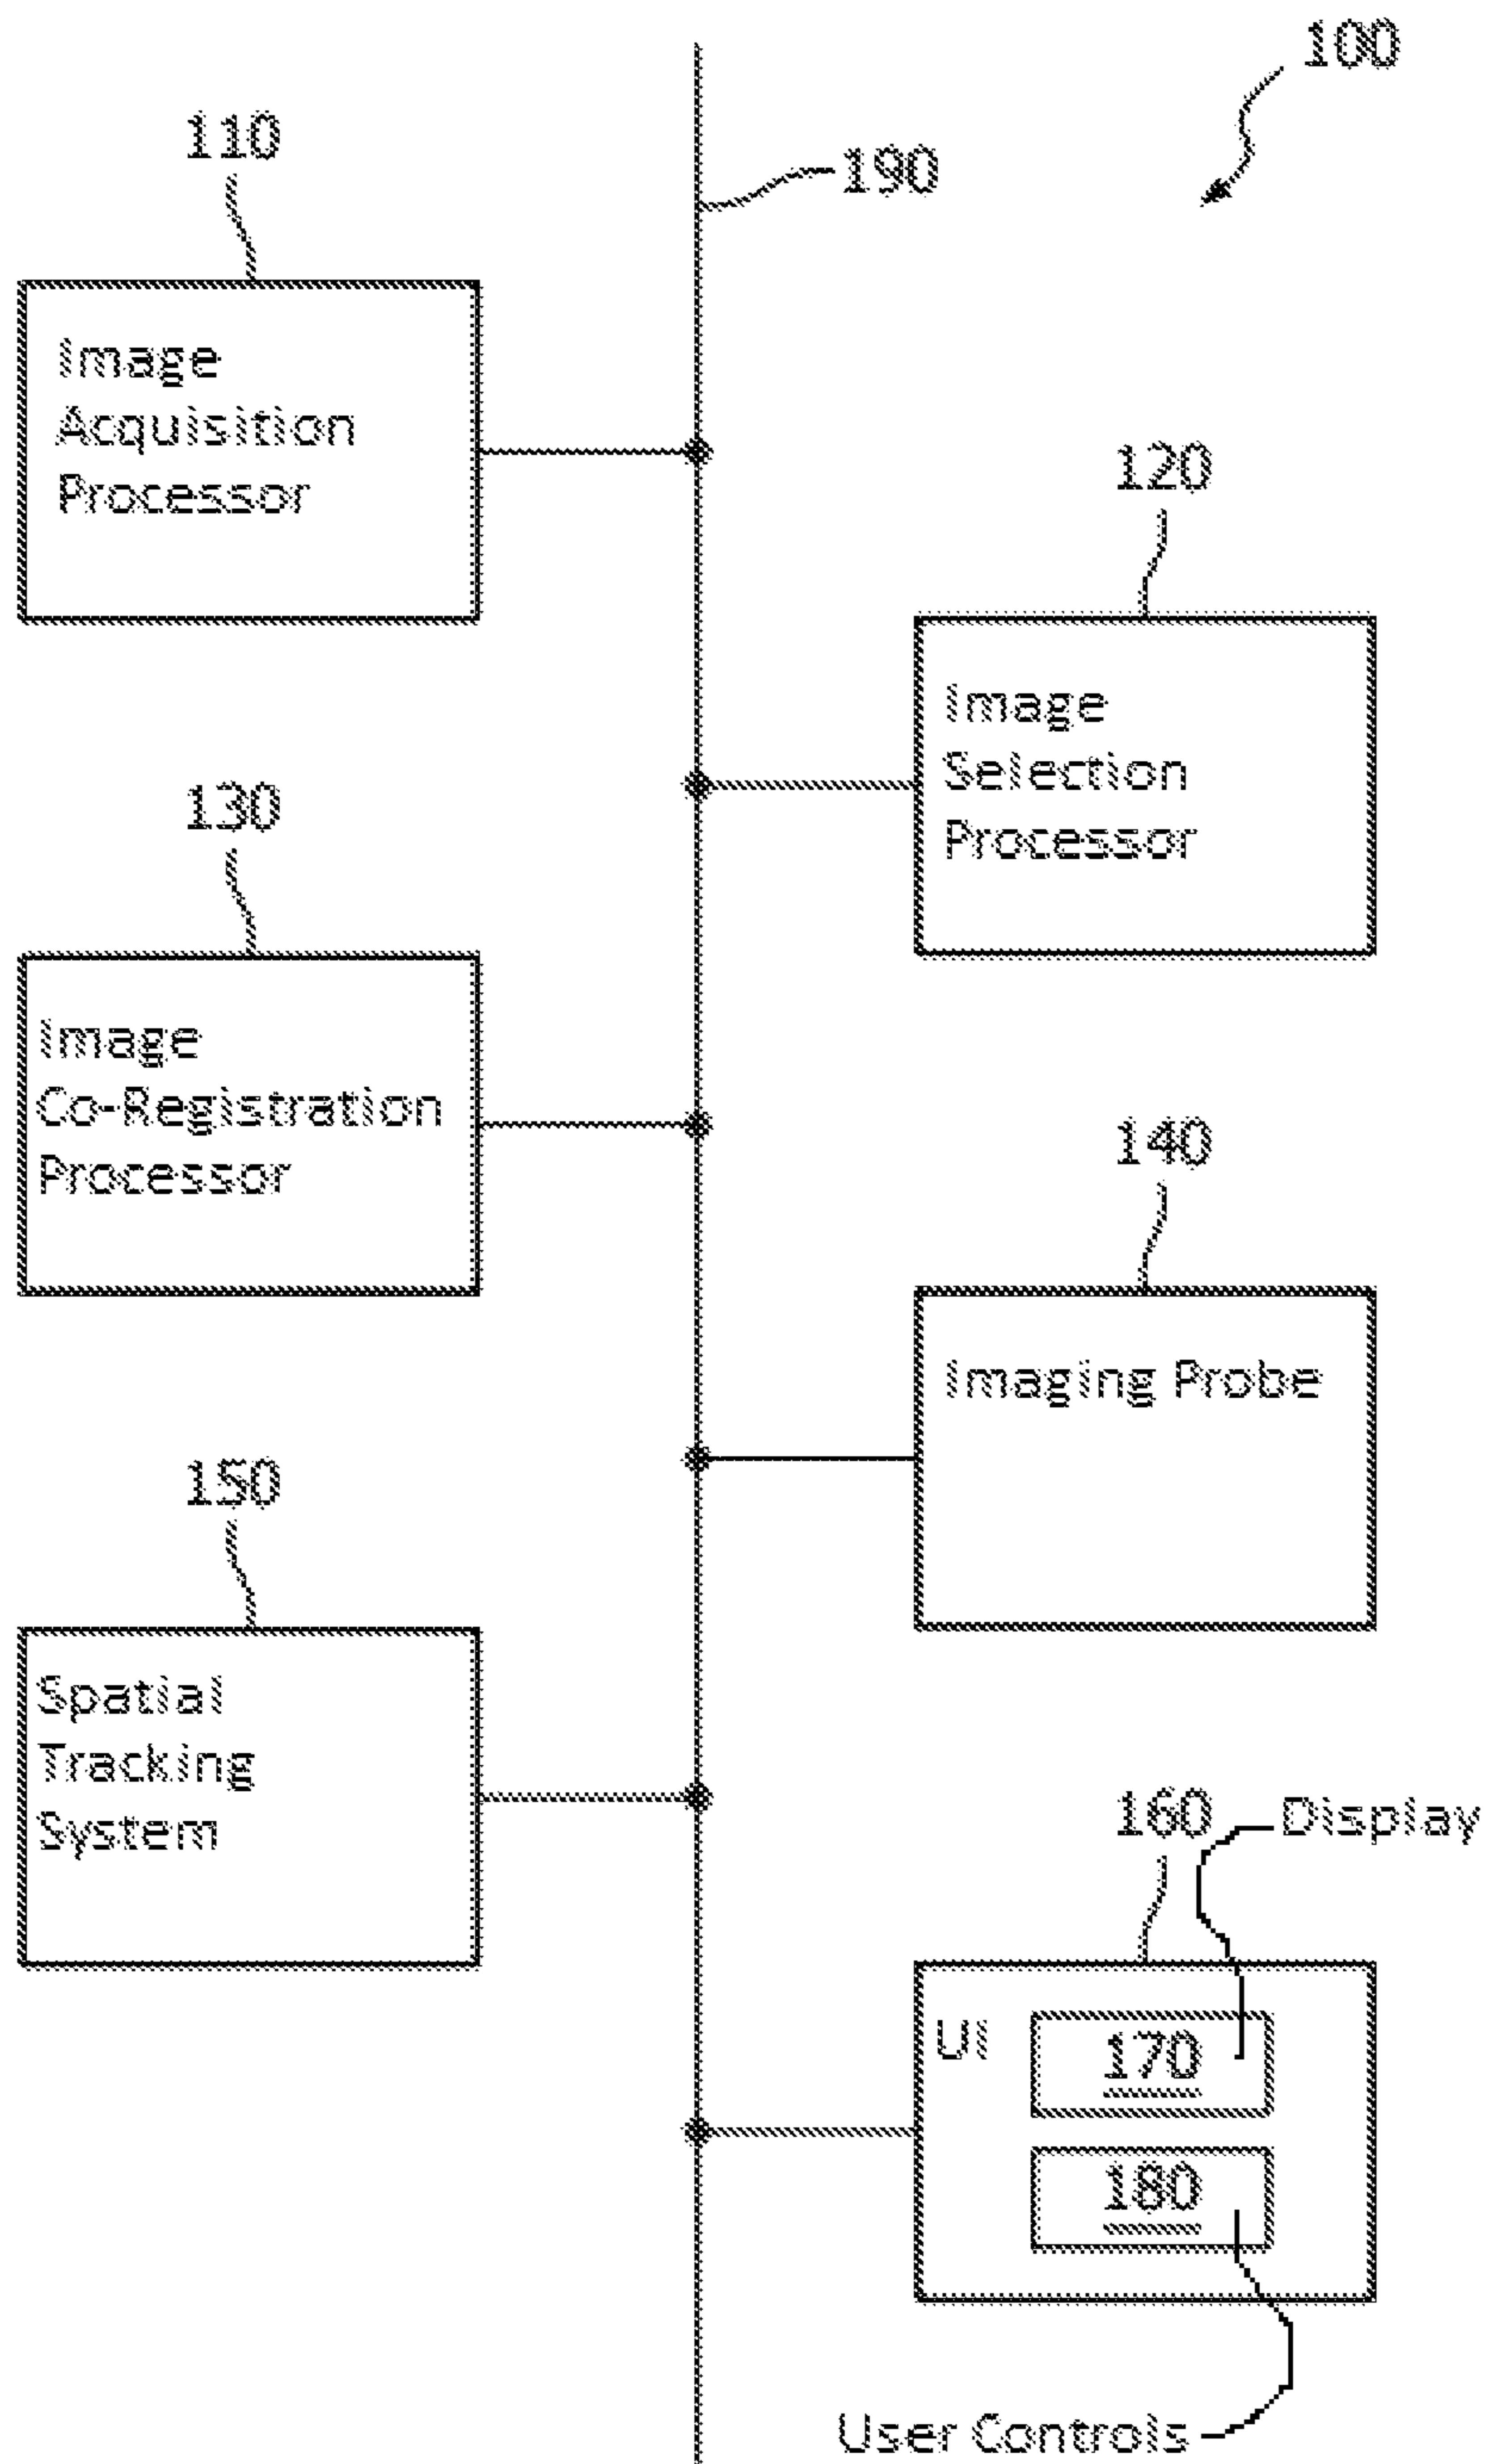 100
110
190
Image
Acquisition
Processor
120
Image
Selection
Processor
130
Image
Co-Registration
Processor
140
Imaging Probe
150
Spatial
Tracking
System
160
Display
UI
170
180
User Controls